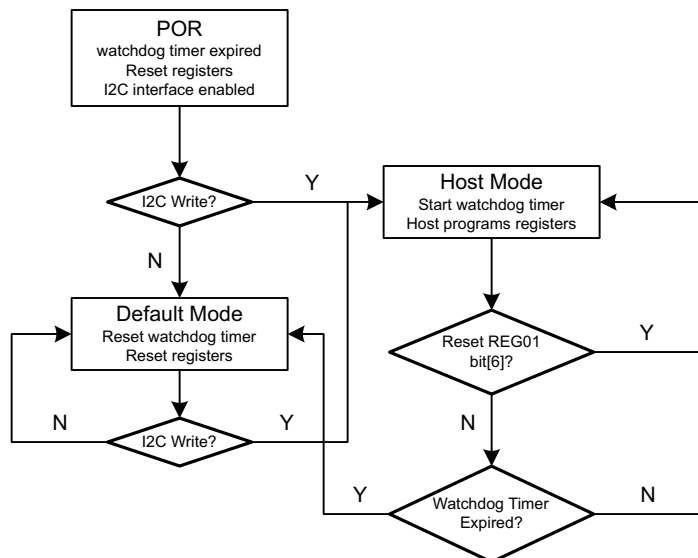 POR
watchdog timer expired
Reset registers
I2C interface enabled
I2C Write?
Y
N
Host Mode
Start watchdog timer
Host programs registers
Default Mode
Reset watchdog timer
Reset registers
Reset REG01
bit[6]?
Y
N
I2C Write?
N
Y
Watchdog Timer
Expired?
Y
N